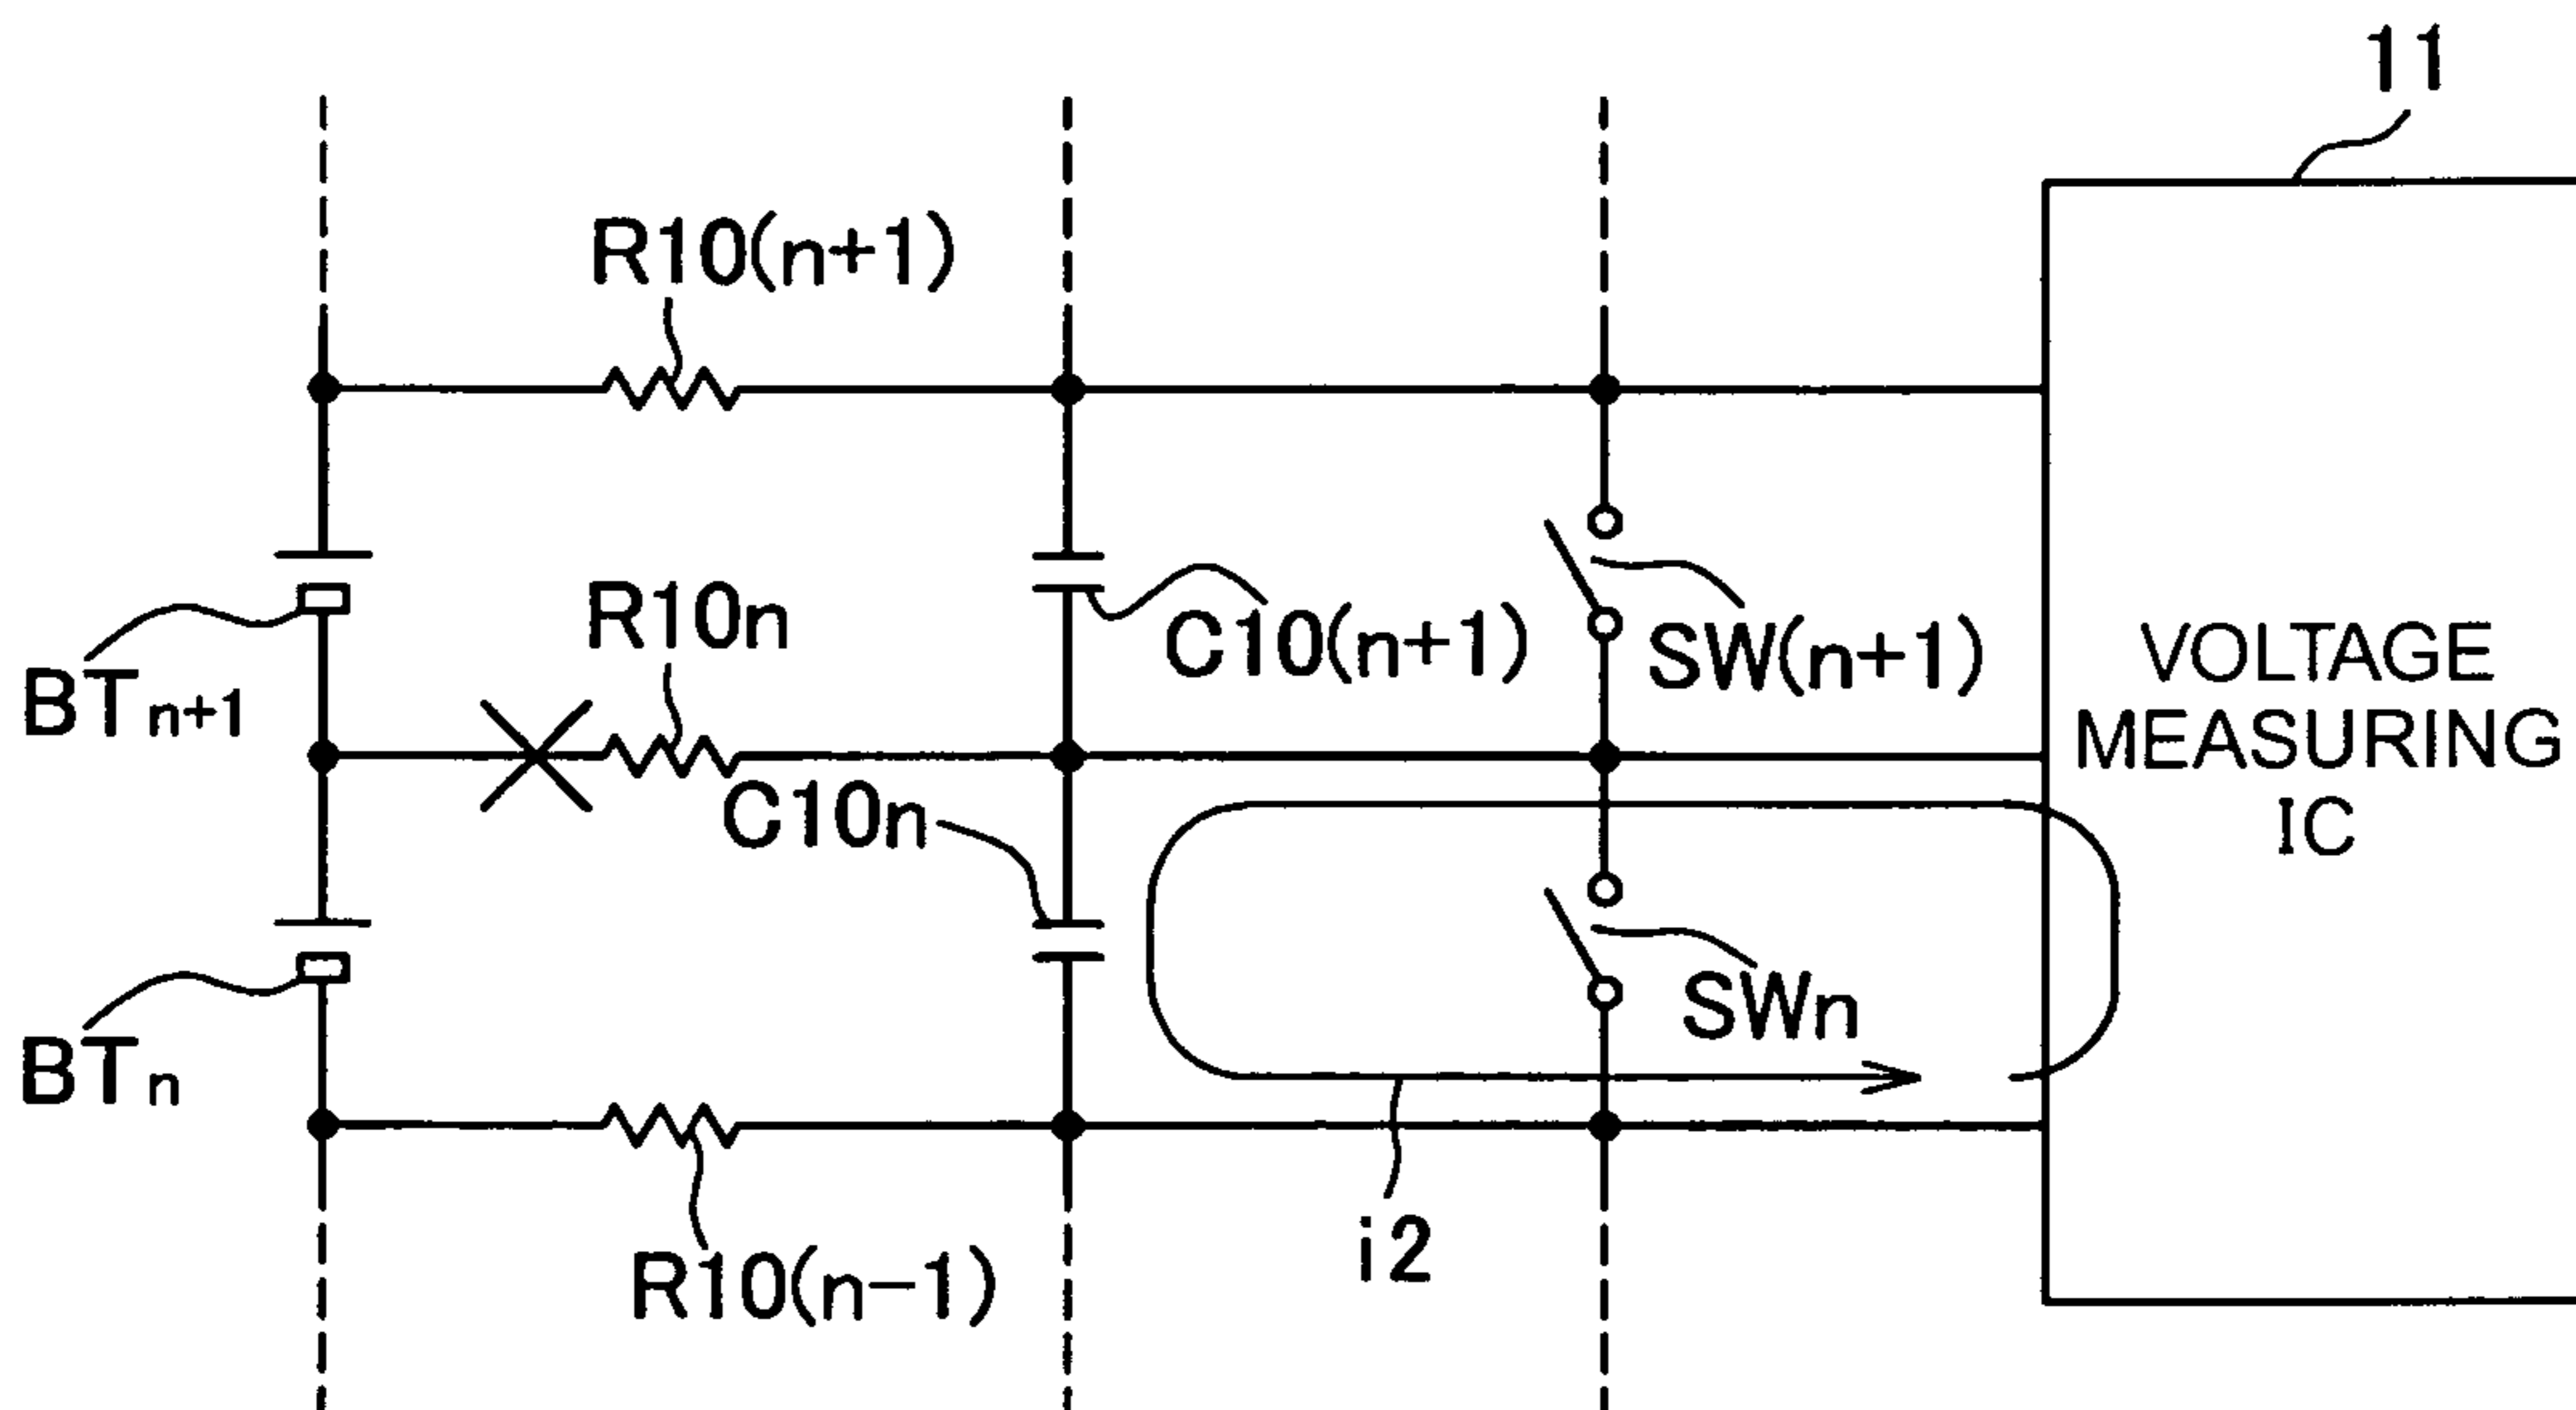 11
R10(n+1)
R10n
C10(n+1)
SW(n+1)
BTn+1
VOLTAGE
MEASURING
IC
C10n
SWn
BTn
i2
R10(n-1)